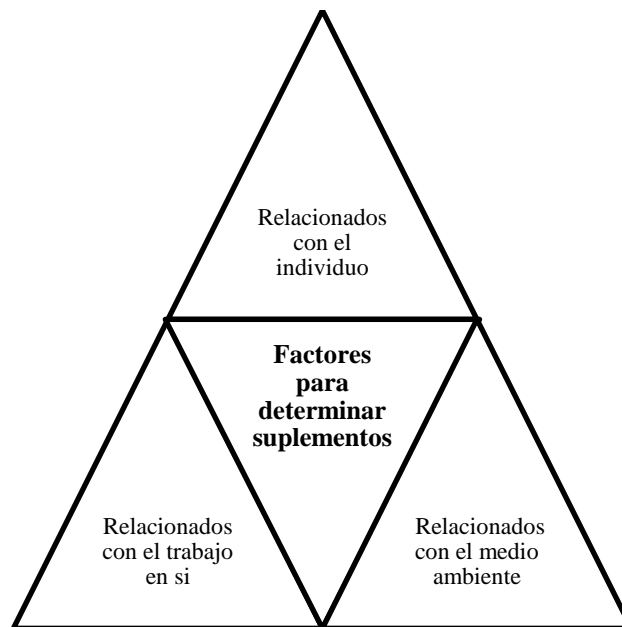 Relacionados
con el
individuo
Factores
para
determinar
suplementos
Relacionados
con el trabajo
en si
Relacionados
con el medio
ambiente